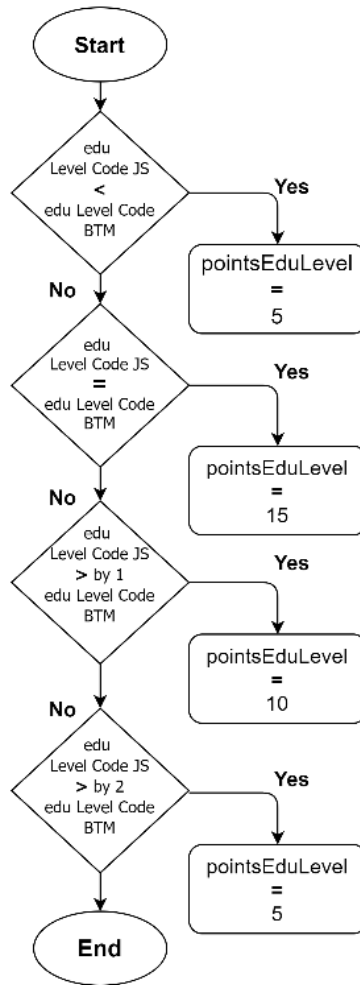 Start
edu
Level Code JS
<
edu Level Code
BTM
Yes
pointsEduLevel
=
5
No
edu
Level Code JS
=
edu Level Code
BTM
Yes
pointsEduLevel
=
15
No
edu
Level Code JS
> by 1
edu Level Code
BTM
Yes
pointsEduLevel
=
10
No
edu
Level Code JS
> by 2
edu Level Code
BTM
Yes
pointsEduLevel
=
5
End